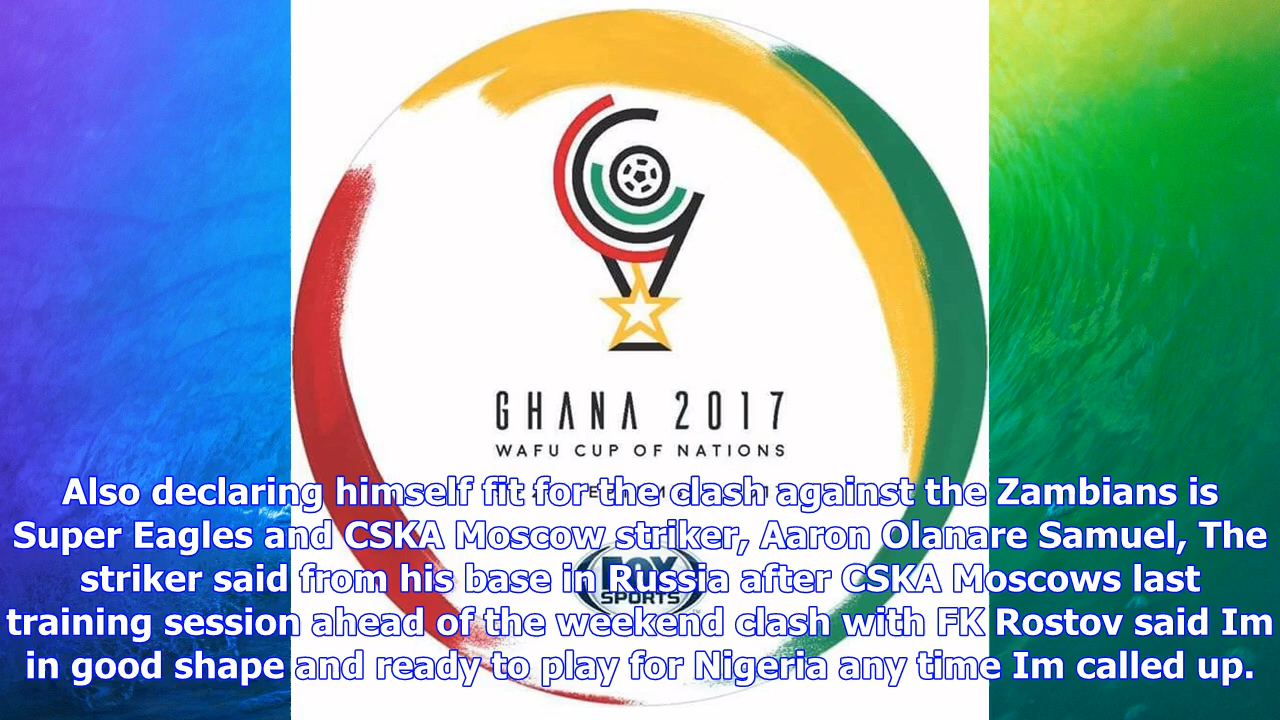 GHANA 2017
WAFU CUP OF NATIONS
Also declaring himself fit for the clash against the Zambians is
Super Eagles and CSKA Moscow striker, Aaron Olanare Samuel, The
striker said from his base in Russia after CSKA Moscows last
FOX
SPORTS
training session ahead of the weekend clash with FK Rostov said Im
in good shape and ready to play for Nigeria any time Im called up.